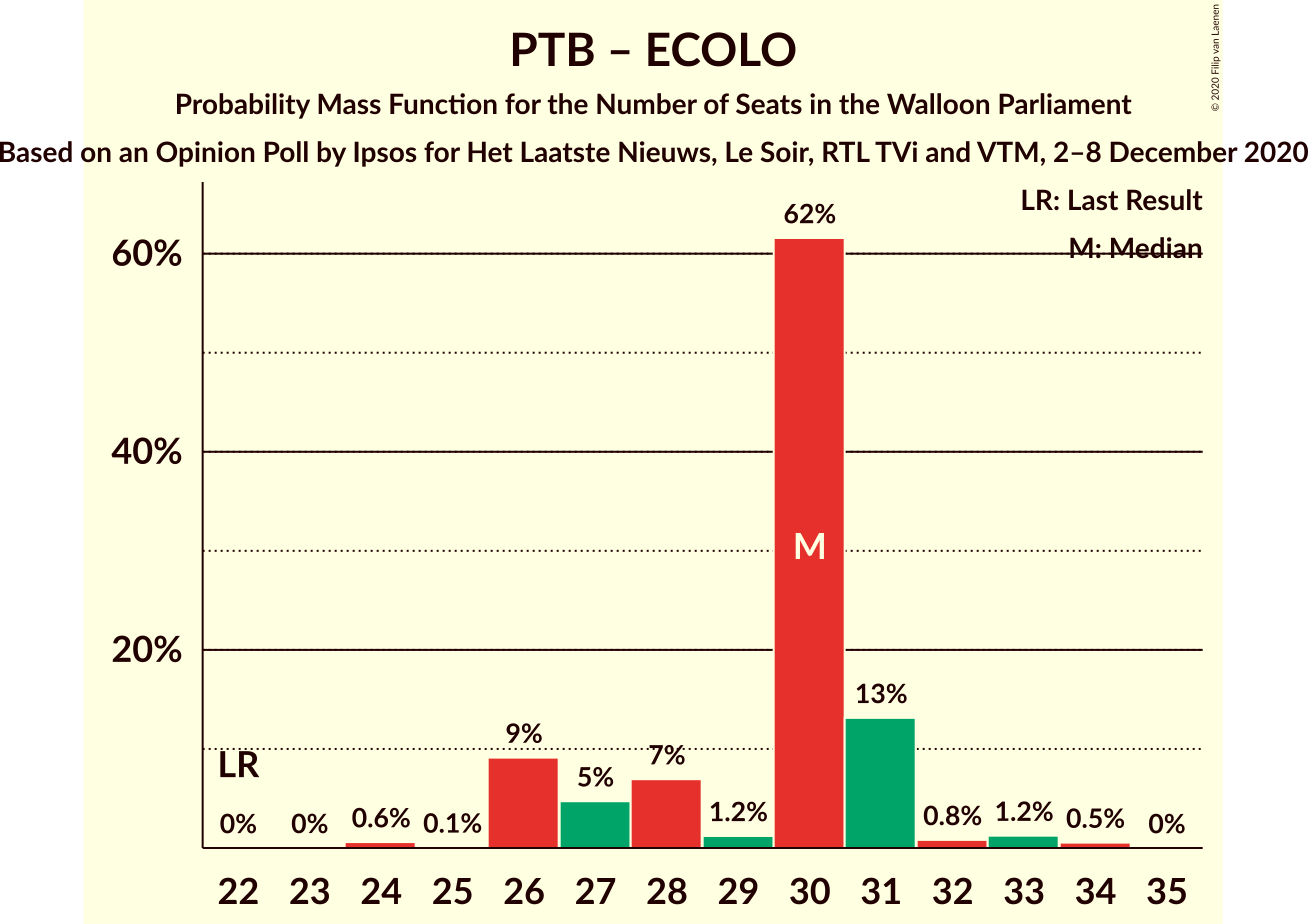 PTB – ECOLO
Probability Mass Function for the Number of Seats in the Walloon Parliament
Based on an Opinion Poll by Ipsos for Het Laatste Nieuws, Le Soir, RTL TVi and VTM, 2–8 December 2020
© 2020 Filip van Laenen
LR: Last Result
M: Median
60%
40%
20%
LR
M
0% 0% 0.6% 0.1% 9% 5% 7% 1.2% 62% 13% 0.8% 1.2% 0.5% 0%
22 23 24 25 26 27 28 29 30 31 32 33 34 35